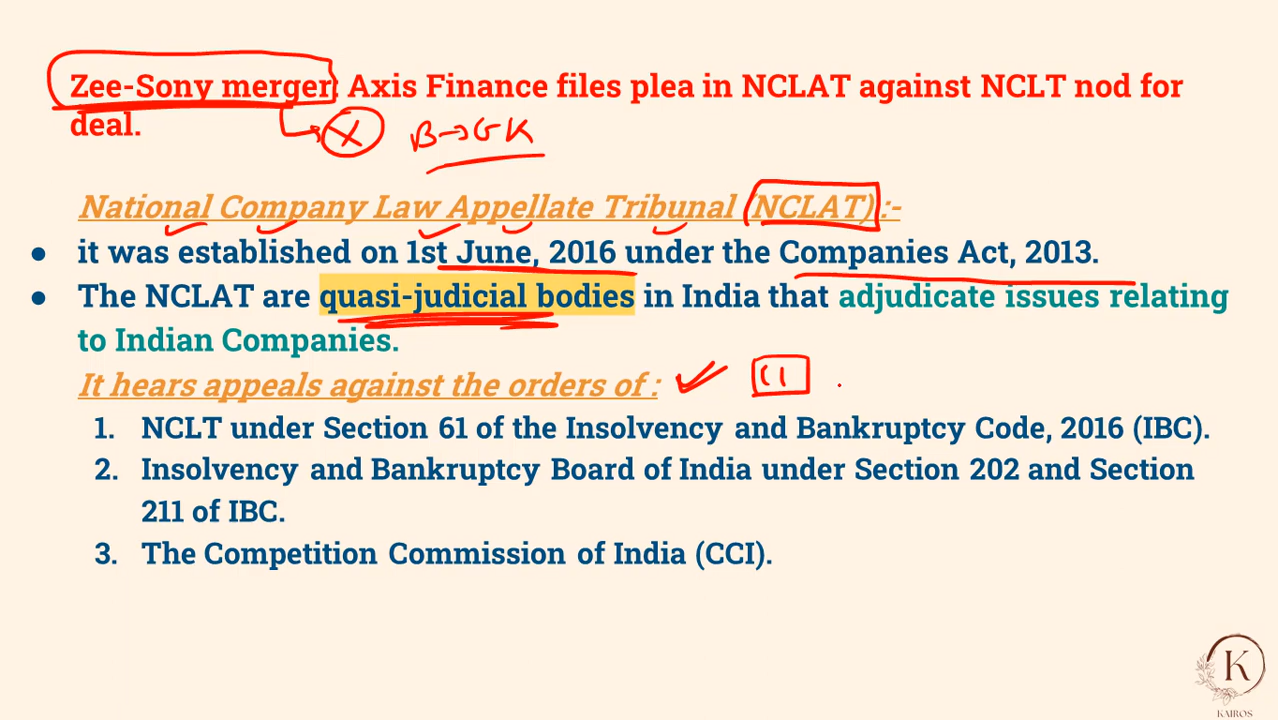 Zee-Sony merger: Axis Finance files plea in NCLAT against NCLT nod for
deal.
X B→GK
National Company Law Appellate Tribunal (NCLAT) :-
● it was established on 1st June, 2016 under the Companies Act, 2013.
● The NCLAT are quasi-judicial bodies in India that adjudicate issues relating
to Indian Companies.
It hears appeals against the orders of :
1. NCLT under Section 61 of the Insolvency and Bankruptcy Code, 2016 (IBC).
2. Insolvency and Bankruptcy Board of India under Section 202 and Section
211 of IBC.
3. The Competition Commission of India (CCI).
K
KAIROS